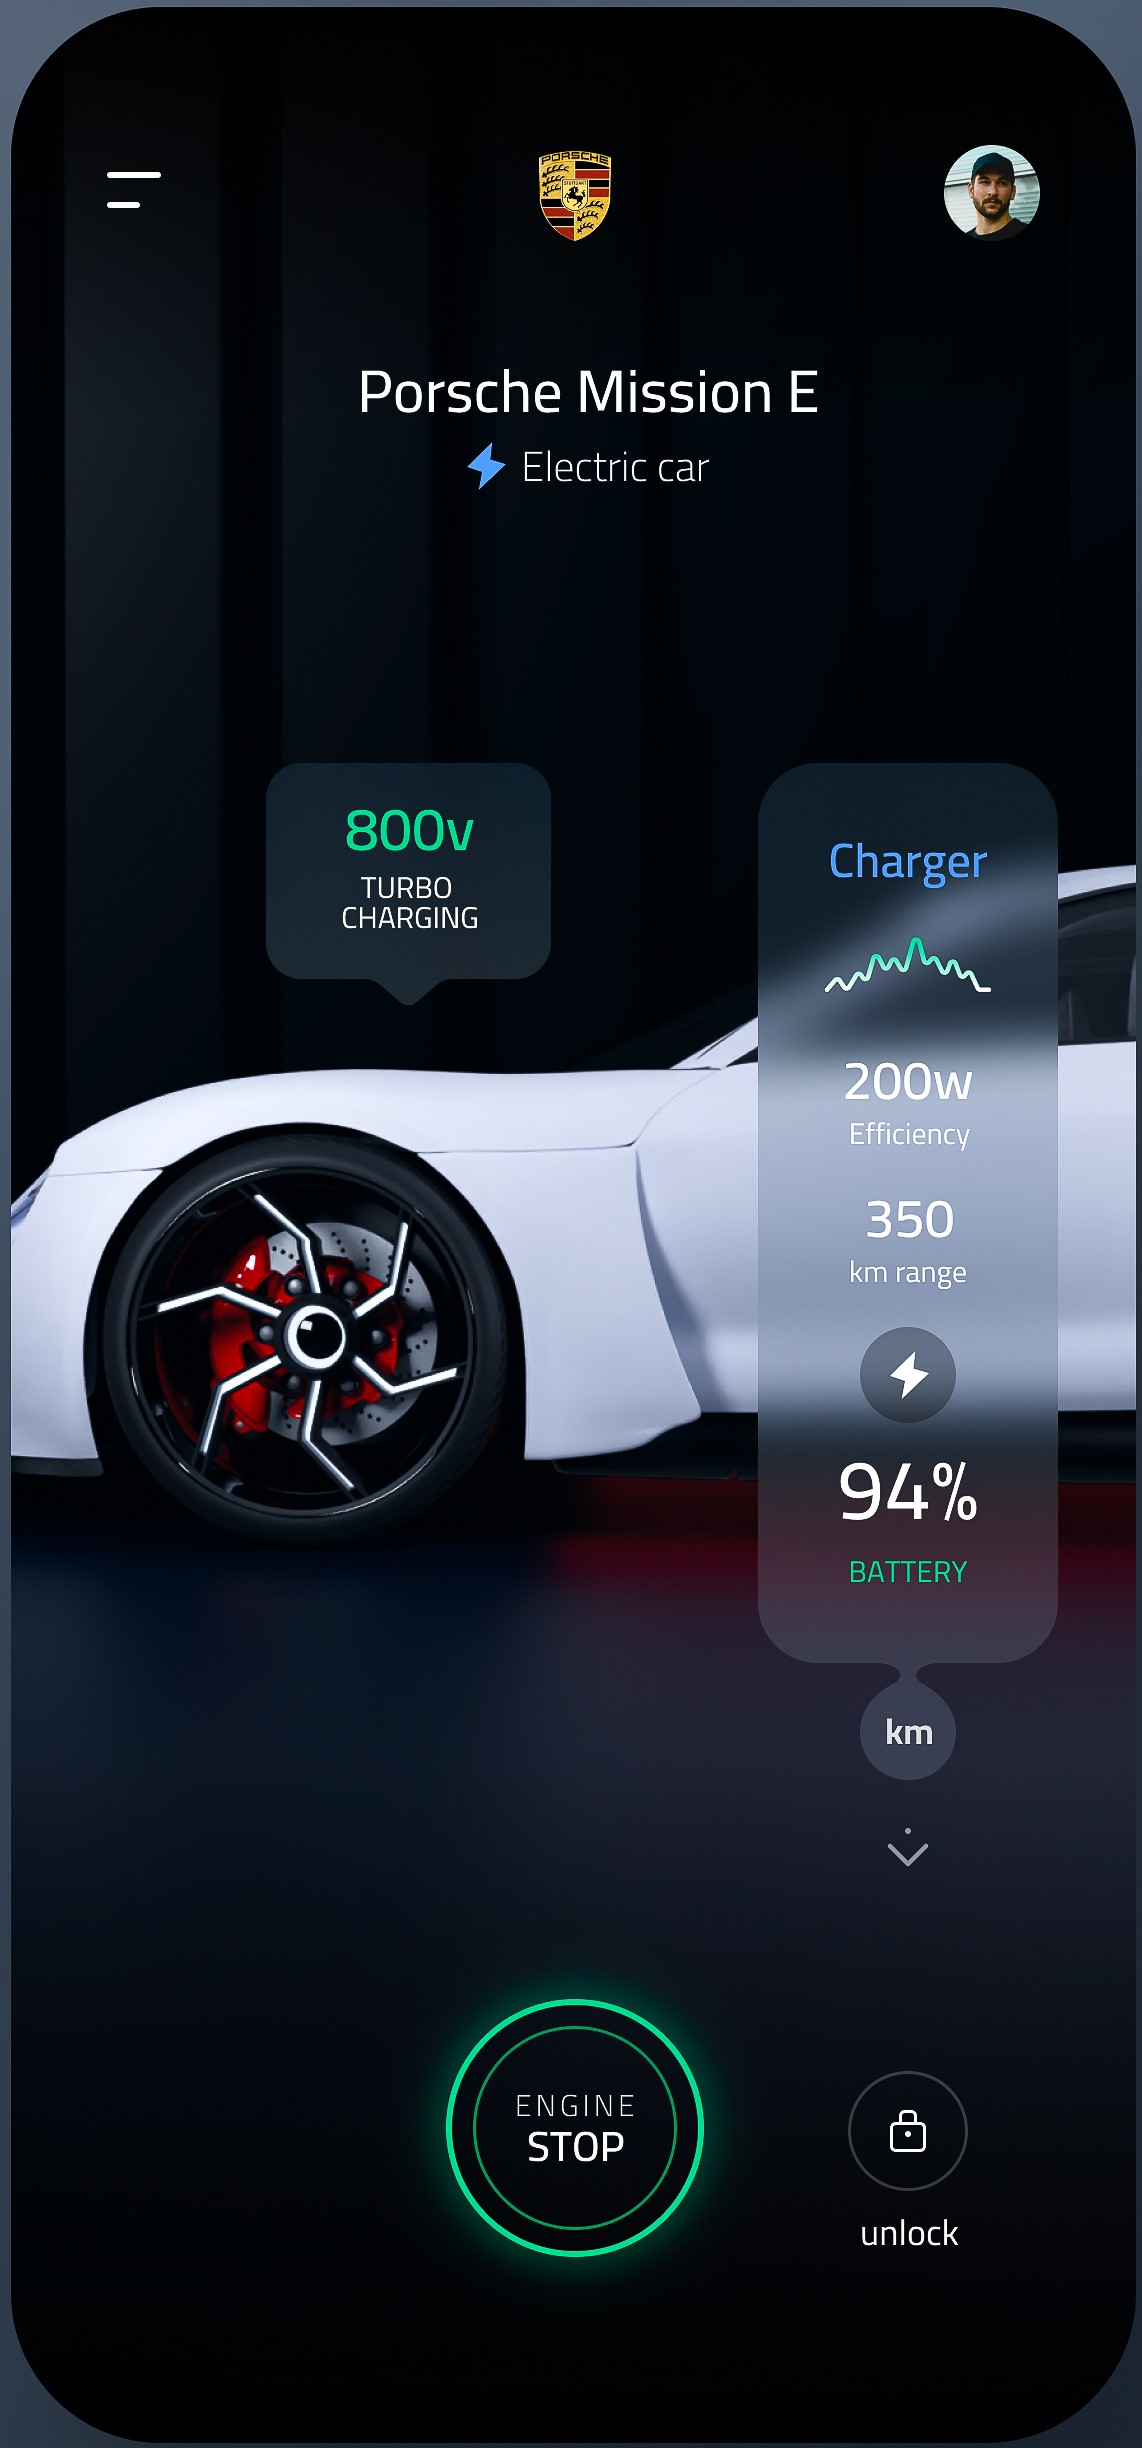 PORSCHE
STUTTGART
Porsche Mission E
Electric car
800v
TURBO
CHARGING
Charger
200w
Efficiency
350
km range
94%
BATTERY
km
ENGINE
STOP
unlock